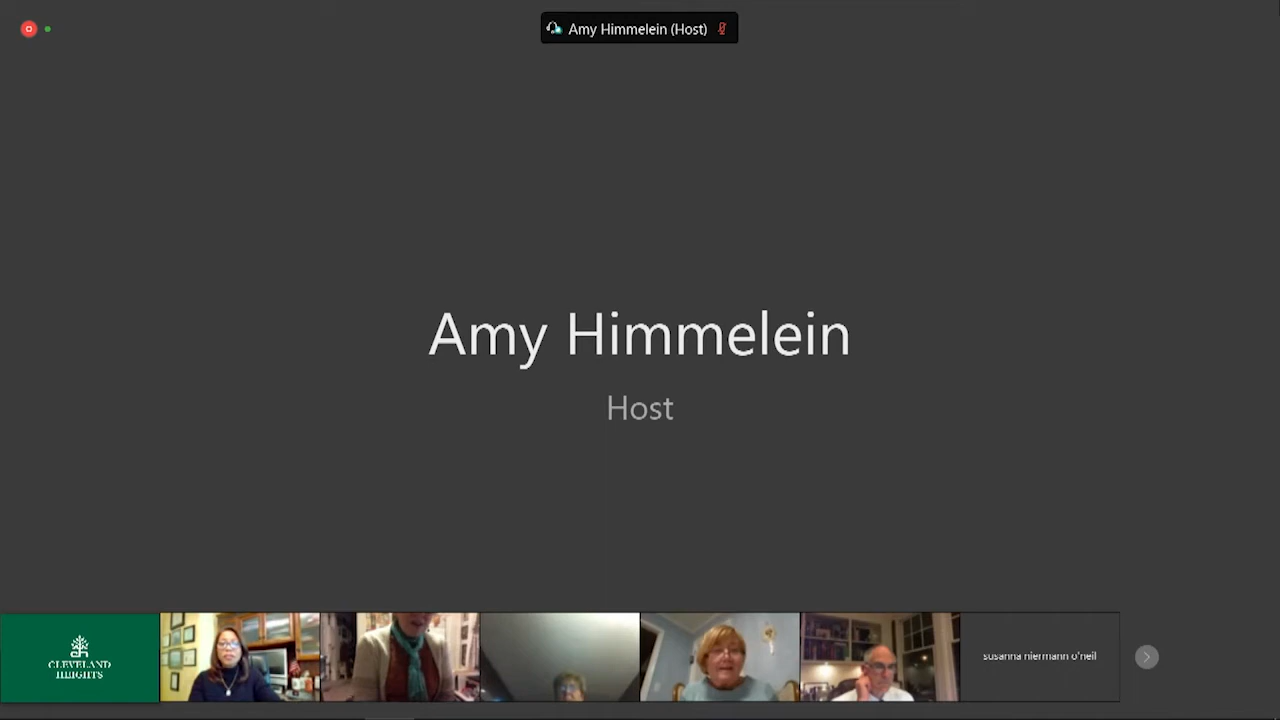 Amy Himmelein (Host)
Amy Himmelein
Host
CLEVELAND
HEIGHTS
susanna niermann o'neil